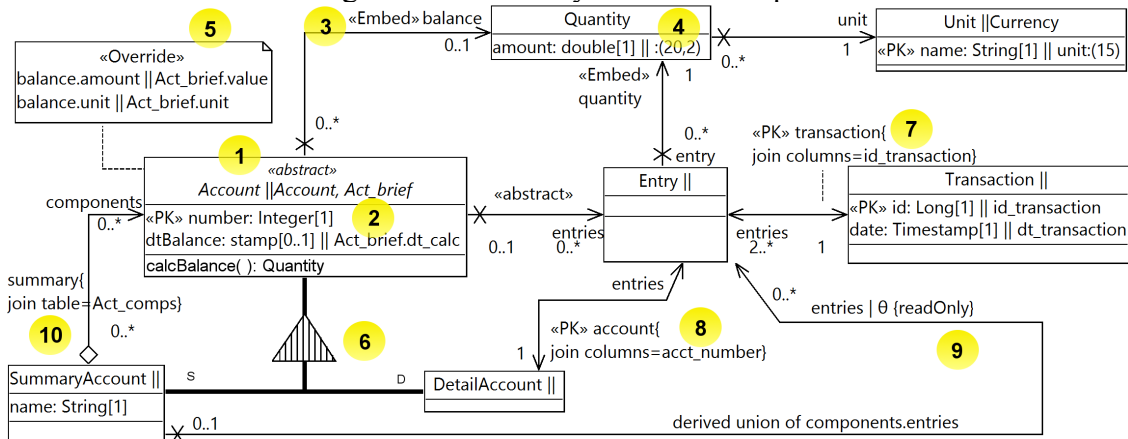 5
«Override»
balance.amount || Act_brief.value
balance.unit || Act_brief.unit
3
«Embed» balance
0..1
0..*
Quantity
4
amount: double[1] || :(20,2)
0..*
unit
1
Unit ||Currency
«PK» name: String[1] || unit:(15)
«Embed»
quantity
1
0..*
entry
1
«abstract»
Account ||Account, Act_brief
«PK» number: Integer[1]
2
dtBalance: stamp[0..1] || Act_brief.dt_calc
calcBalance( ): Quantity
components
0..*
summary{
join table=Act_comps}
10
0..*
«abstract»
entries
0..1
0..*
Entry ||
7
«PK» transaction{
join columns=id_transaction}
entries
2..*
1
Transaction ||
«PK» id: Long[1] || id_transaction
date: Timestamp[1] || dt_transaction
entries
«PK» account{
join columns=acct_number}
8
1
0..*
entries | θ {readOnly}
9
6
S
D
SummaryAccount ||
name: String[1]
DetailAccount ||
0..1
derived union of components.entries